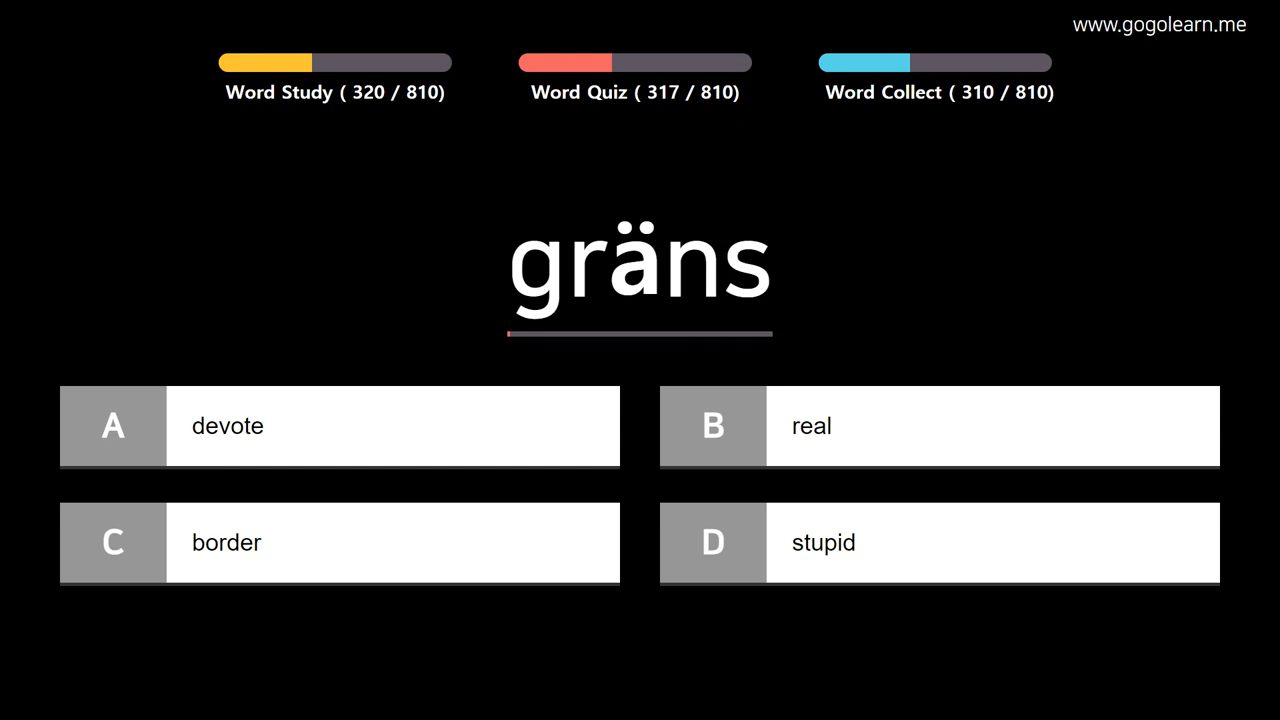 www.gogolearn.me
Word Study ( 320 / 810)
Word Quiz ( 317 / 810)
Word Collect ( 310 / 810)
gräns
A devote
B real
C border
D stupid